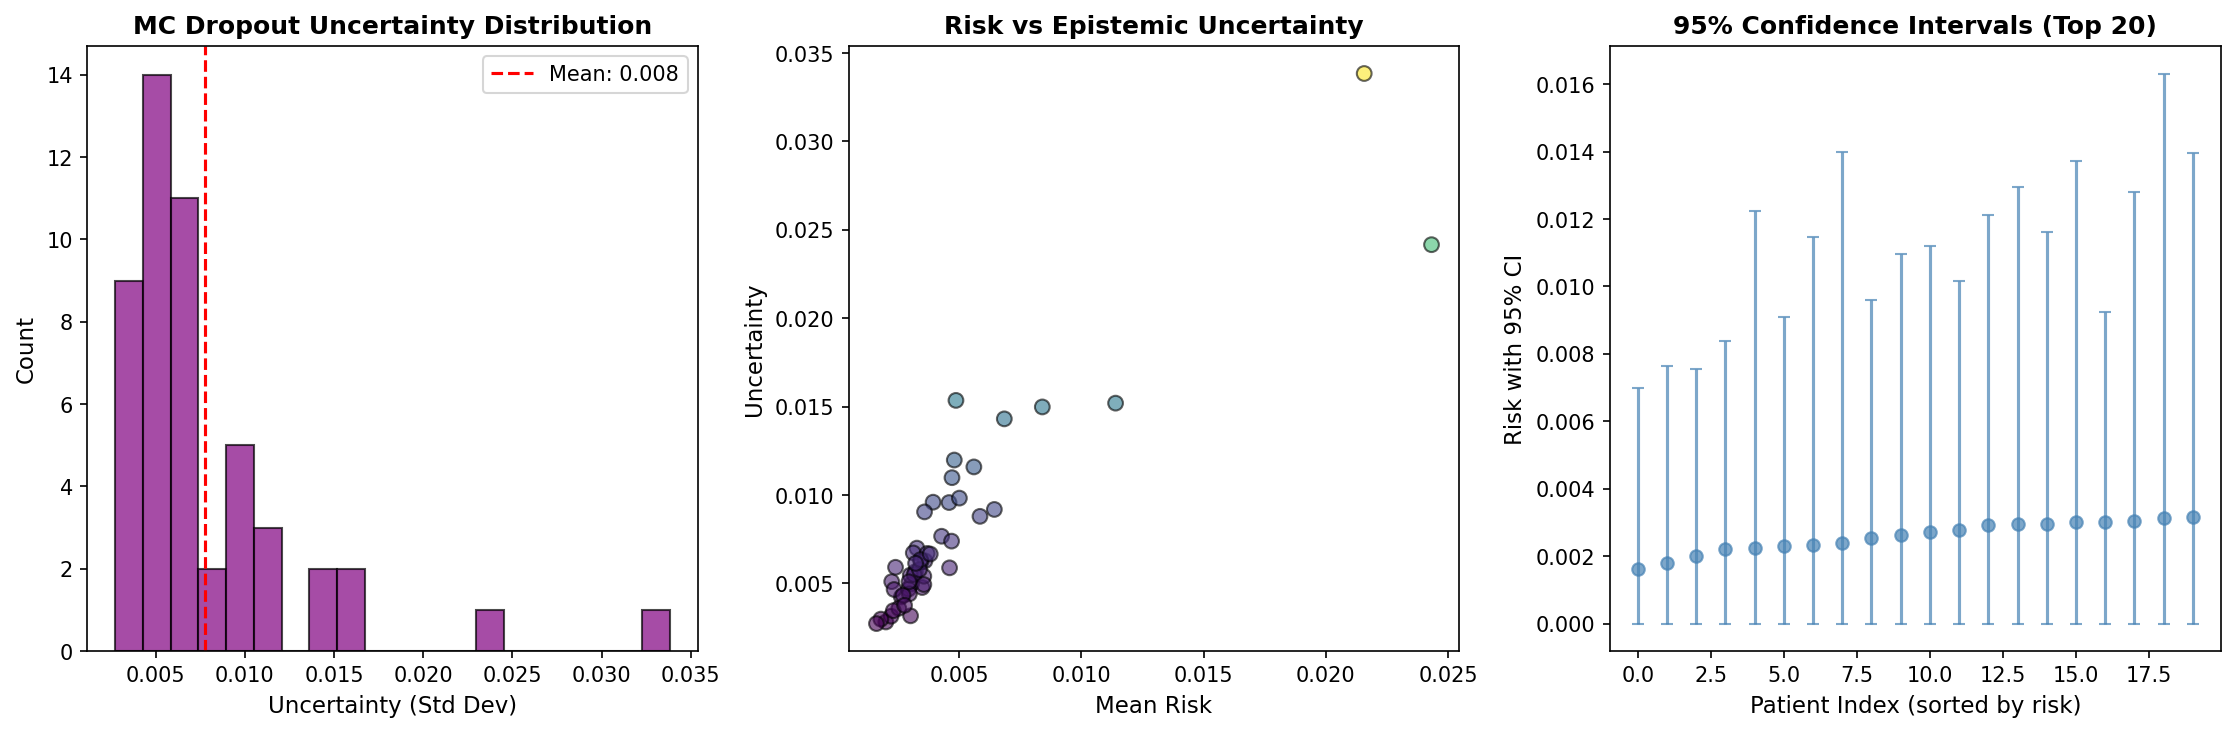 MC Dropout Uncertainty Distribution
Mean: 0.008
14
12
10
8
6
4
2
0
Count
0.005 0.010 0.015 0.020 0.025 0.030 0.035
Uncertainty (Std Dev)
Risk vs Epistemic Uncertainty
0.035
0.030
0.025
0.020
0.015
0.010
0.005
Uncertainty
0.005 0.010 0.015 0.020 0.025
Mean Risk
95% Confidence Intervals (Top 20)
0.016
0.014
0.012
0.010
0.008
0.006
0.004
0.002
0.000
Risk with 95% CI
0.0 2.5 5.0 7.5 10.0 12.5 15.0 17.5
Patient Index (sorted by risk)